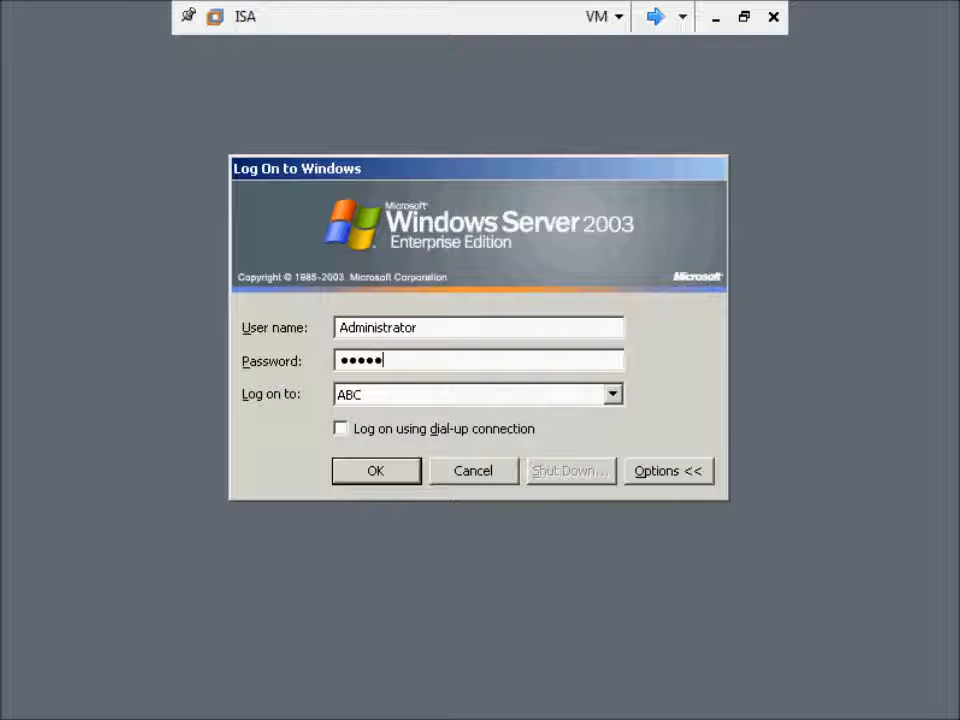 ISA VM
Log On to Windows
Microsoft
Windows Server 2003
Enterprise Edition
Copyright © 1985-2003 Microsoft Corporation Microsoft
User name: Administrator
Password: ●●●●●
Log on to: ABC
Log on using dial-up connection
OK Cancel Shut Down... Options <<